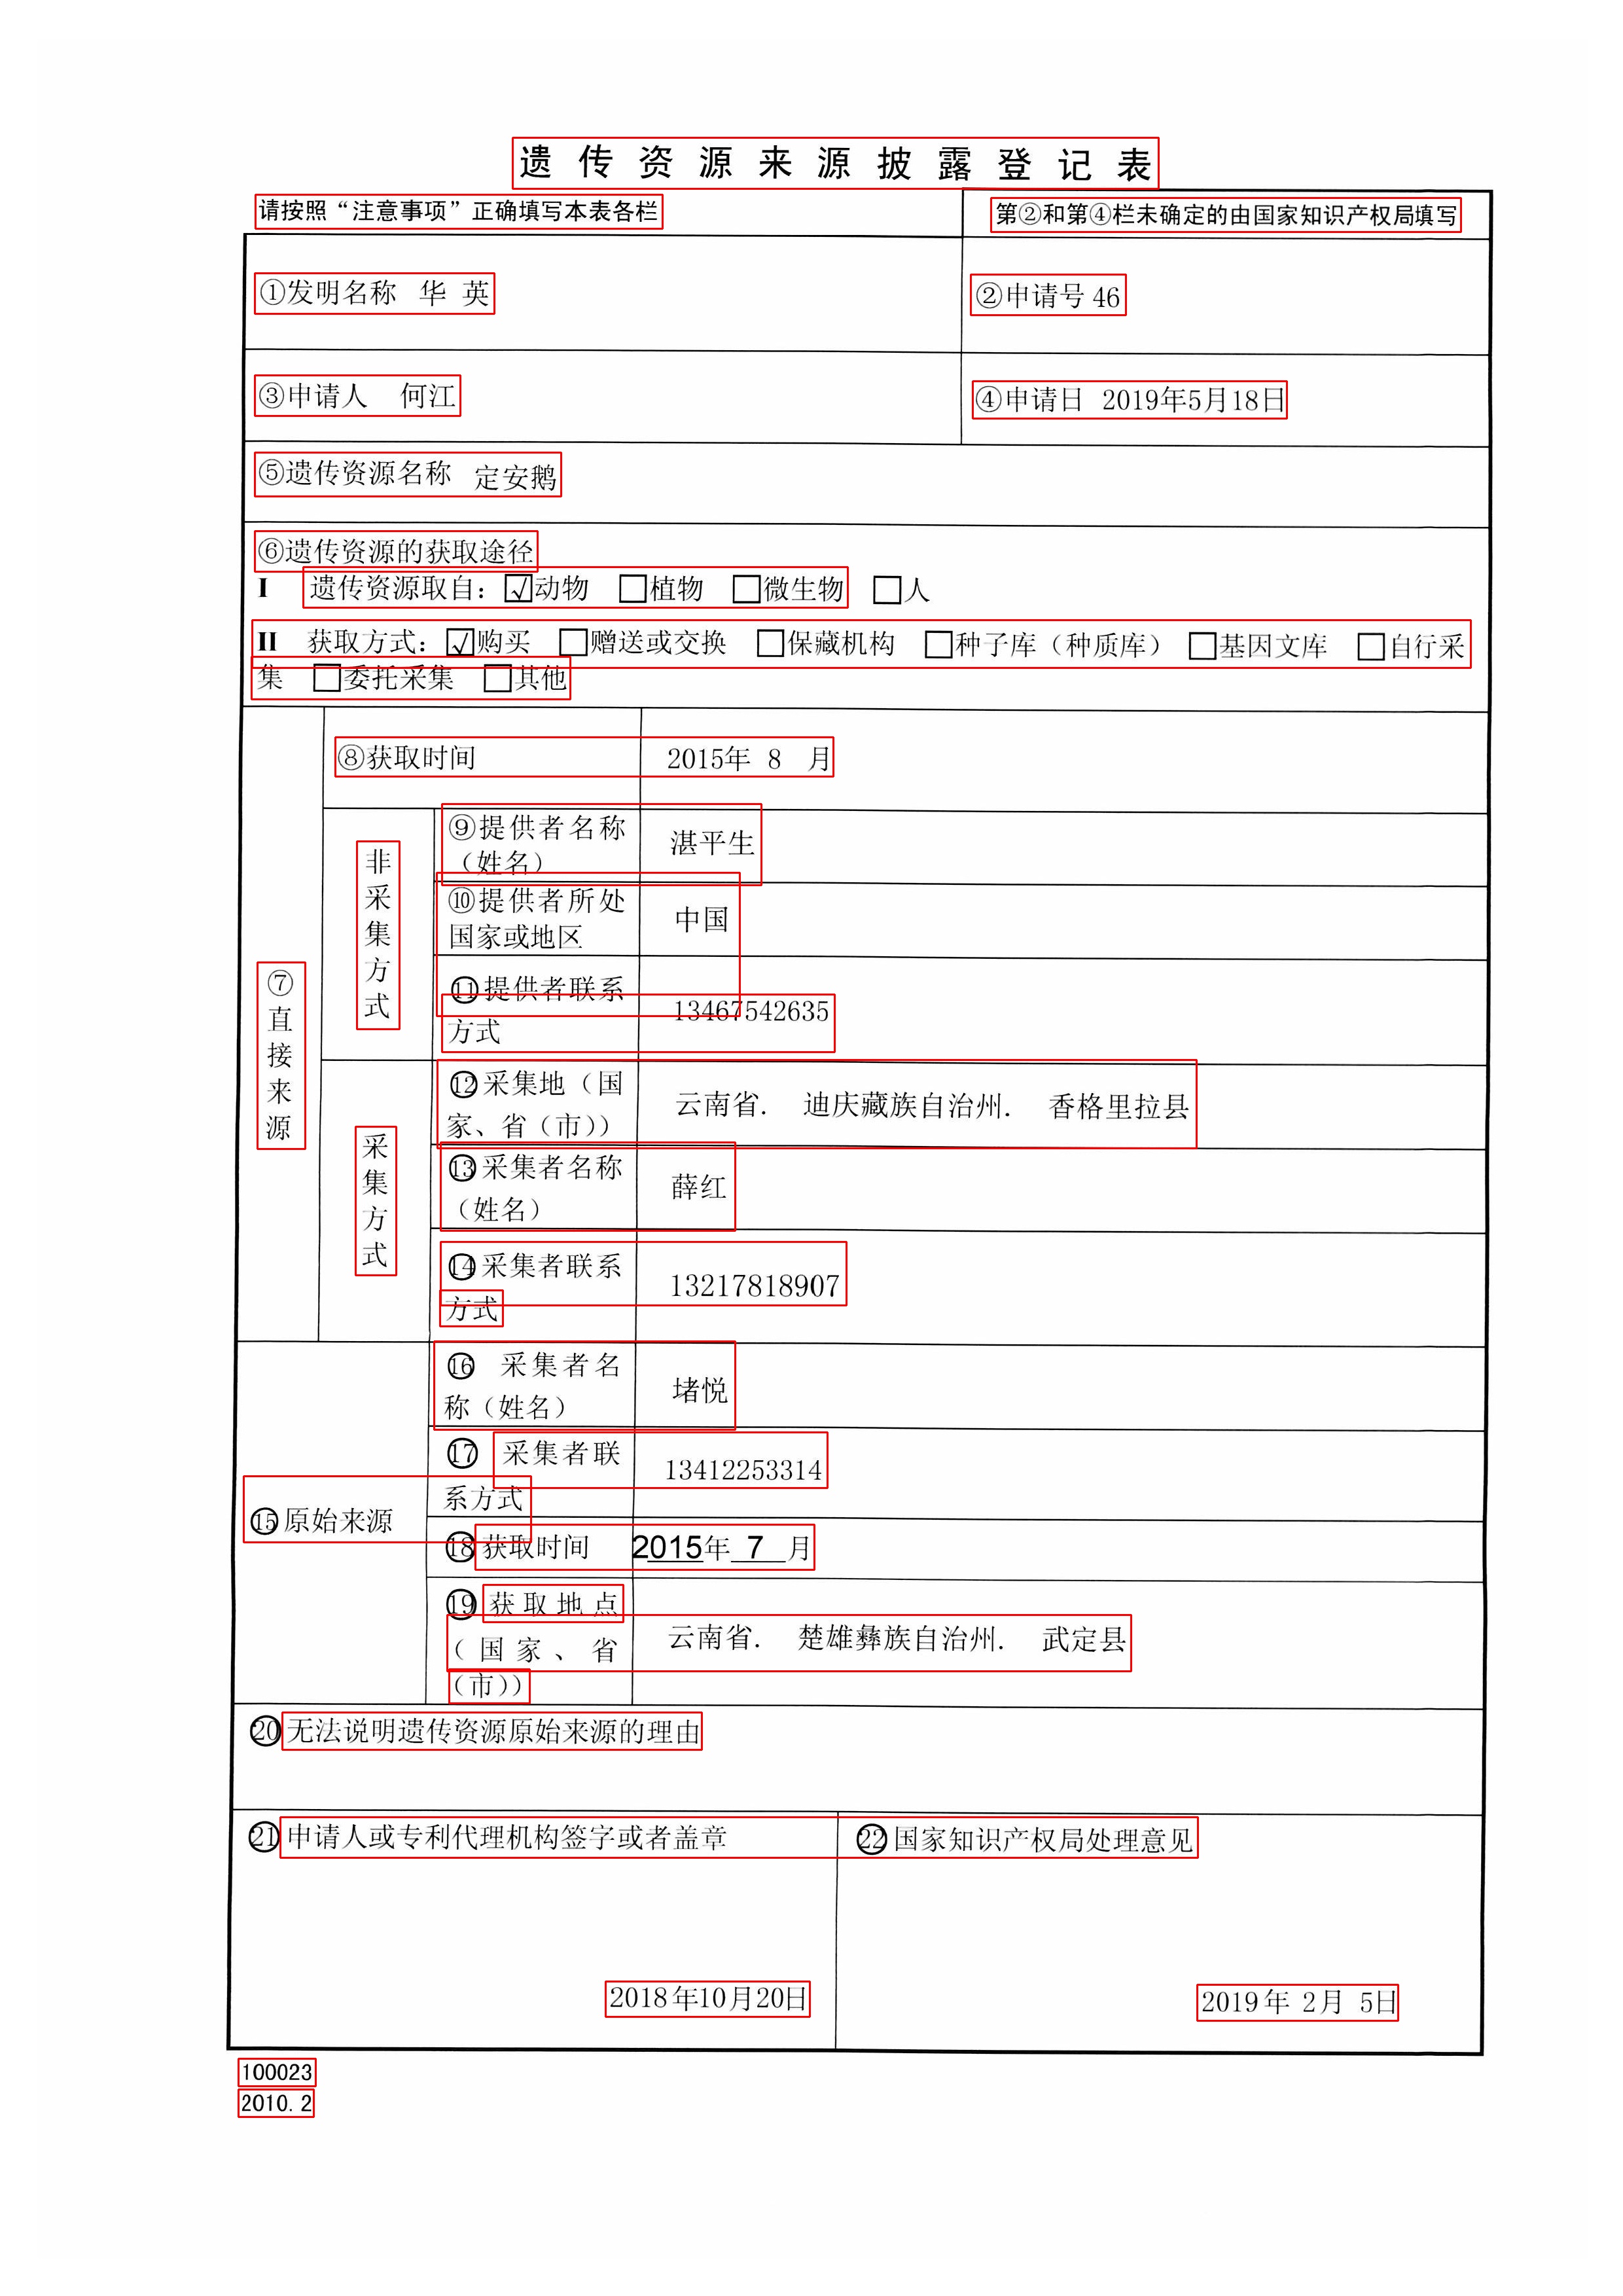 遗传资源来源披露登记表
请按照“注意事项”正确填写本表各栏
第②和第④栏未确定的由国家知识产权局填写
①发明名称 华 英
②申请号 46
③申请人 何江
④申请日 2019年5月18日
⑤遗传资源名称 定安鹅
⑥遗传资源的获取途径
I 遗传资源取自：☑动物 □植物 □微生物 □人
II 获取方式：☑购买 □赠送或交换 □保藏机构 □种子库（种质库） □基因文库 □自行采
集 □委托采集 □其他
⑦直接来源
⑧获取时间 2015年 8 月
非采集方式
⑨提供者名称
（姓名）
湛平生
⑩提供者所处
国家或地区
中国
⑪提供者联系
方式
13467542635
采集方式
⑫采集地（国
家、省（市））
云南省. 迪庆藏族自治州. 香格里拉县
⑬采集者名称
（姓名）
薛红
⑭采集者联系
方式
13217818907
⑮原始来源
⑯ 采集者名
称（姓名）
堵悦
⑰ 采集者联
系方式
13412253314
⑱获取时间 2015年 7 月
⑲获取地点
（国家、省
（市））
云南省. 楚雄彝族自治州. 武定县
⑳无法说明遗传资源原始来源的理由
㉑申请人或专利代理机构签字或者盖章
㉒国家知识产权局处理意见
2018年10月20日
2019年 2月 5日
100023
2010.2